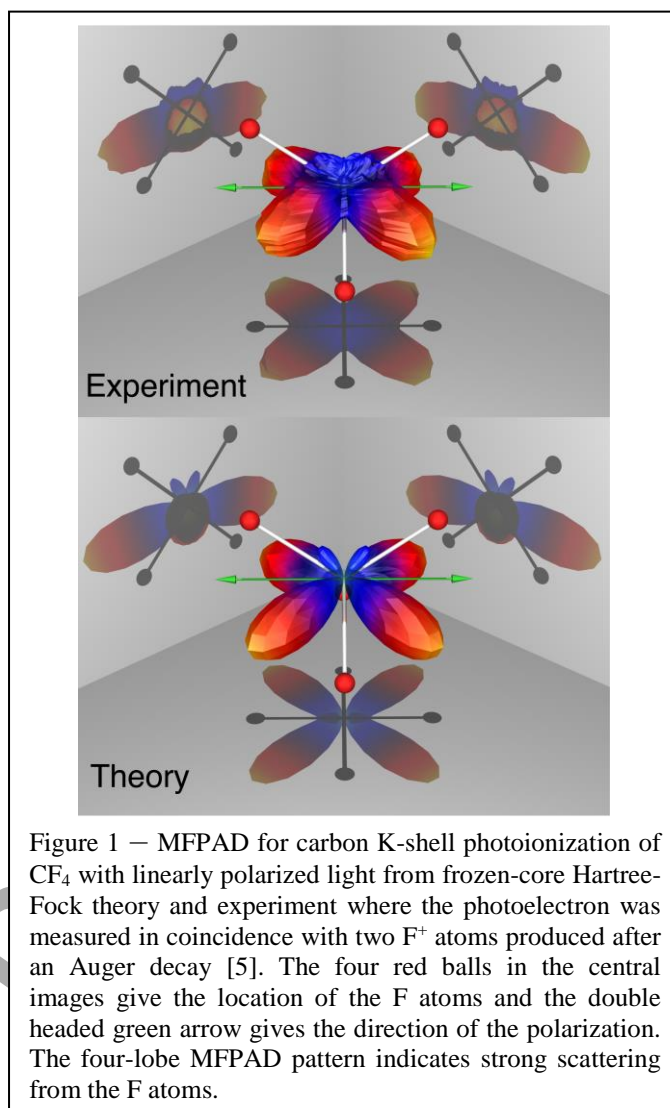 Experiment
Theory
Figure 1 — MFPAD for carbon K-shell photoionization of
CF₄ with linearly polarized light from frozen-core Hartree-
Fock theory and experiment where the photoelectron was
measured in coincidence with two F⁺ atoms produced after
an Auger decay [5]. The four red balls in the central
images give the location of the F atoms and the double
headed green arrow gives the direction of the polarization.
The four-lobe MFPAD pattern indicates strong scattering
from the F atoms.